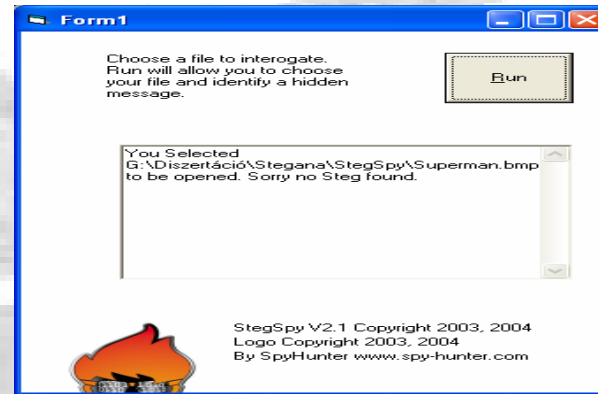 Form1
Choose a file to interogate.
Run will allow you to choose
your file and identify a hidden
message.
Run
You Selected
G:\Diszertáció\Stegana\StegSpy\Superman.bmp
to be opened. Sorry no Steg found.
StegSpy V2.1 Copyright 2003, 2004
Logo Copyright 2003, 2004
By SpyHunter www.spy-hunter.com